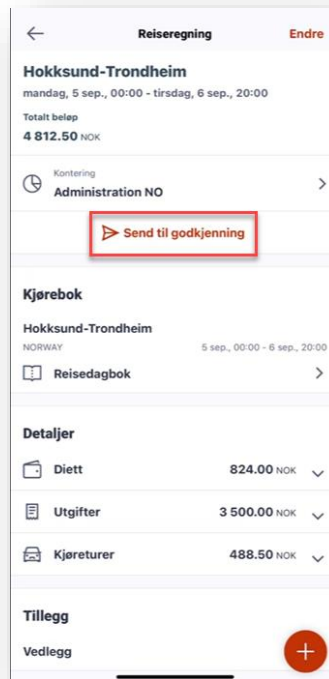 Reiseregning
Endre
Hokksund-Trondheim
mandag, 5 sep., 00:00 - tirsdag, 6 sep., 20:00
Totalt beløp
4 812.50 NOK
Kontering
Administration NO
Send til godkjenning
Kjørebok
Hokksund-Trondheim
NORWAY 5 sep., 00:00 - 6 sep., 20:00
Reisedagbok
Detaljer
Diett 824.00 NOK
Utgifter 3 500.00 NOK
Kjøreturer 488.50 NOK
Tillegg
Vedlegg